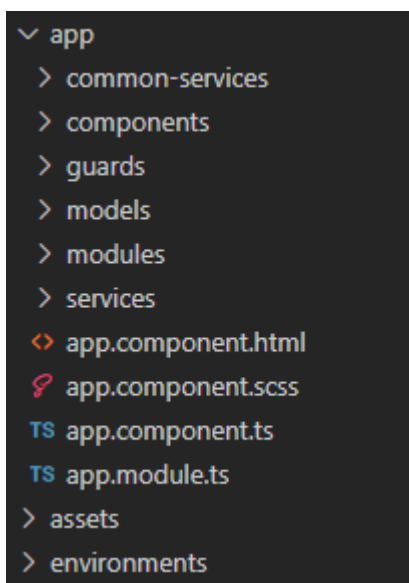 app
common-services
components
guards
models
modules
services
app.component.html
app.component.scss
TS app.component.ts
TS app.module.ts
assets
environments